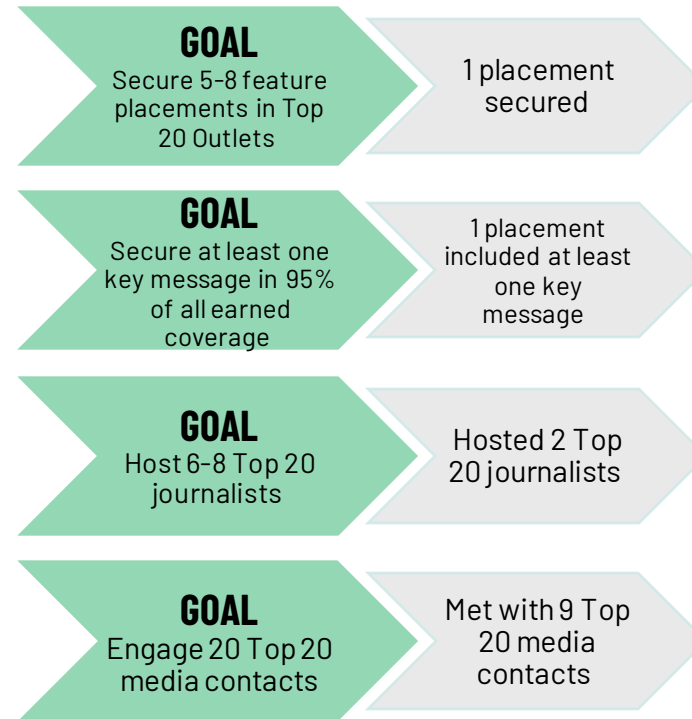 GOAL
Secure 5-8 feature
placements in Top
20 Outlets
1 placement
secured
GOAL
Secure at least one
key message in 95%
of all earned
coverage
1 placement
included at least
one key
message
GOAL
Host 6-8 Top 20
journalists
Hosted 2 Top
20 journalists
GOAL
Engage 20 Top 20
media contacts
Met with 9 Top
20 media
contacts